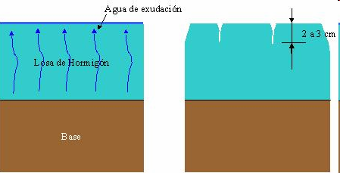 Agua de exudación
Losa de Hormigón
2 a 3 cm
Base